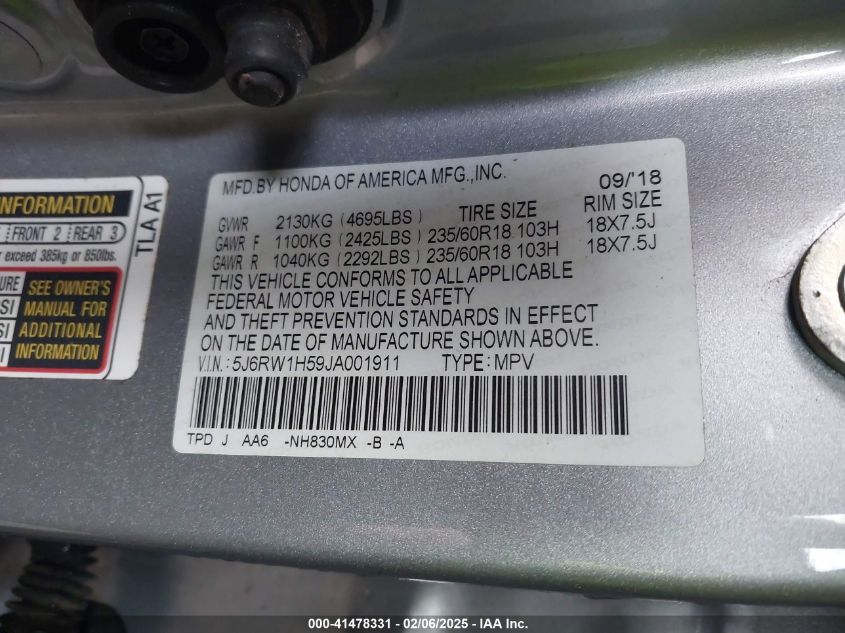 INFORMATION
FRONT 2 REAR 3
exceed 385kg or 850lbs.
SEE OWNER'S
MANUAL FOR
ADDITIONAL
INFORMATION
TLA A1
MFD.BY HONDA OF AMERICA MFG.,INC. 09/'18
GVWR 2130KG (4695LBS) TIRE SIZE RIM SIZE
GAWR F 1100KG (2425LBS) 235/60R18 103H 18X7.5J
GAWR R 1040KG (2292LBS) 235/60R18 103H 18X7.5J
THIS VEHICLE CONFORMS TO ALL APPLICABLE
FEDERAL MOTOR VEHICLE SAFETY
AND THEFT PREVENTION STANDARDS IN EFFECT
ON THE DATE OF MANUFACTURE SHOWN ABOVE.
V.I.N.: 5J6RW1H59JA001911 TYPE: MPV
TPD J AA6 -NH830MX -B -A
000-41478331 - 02/06/2025 - IAA Inc.